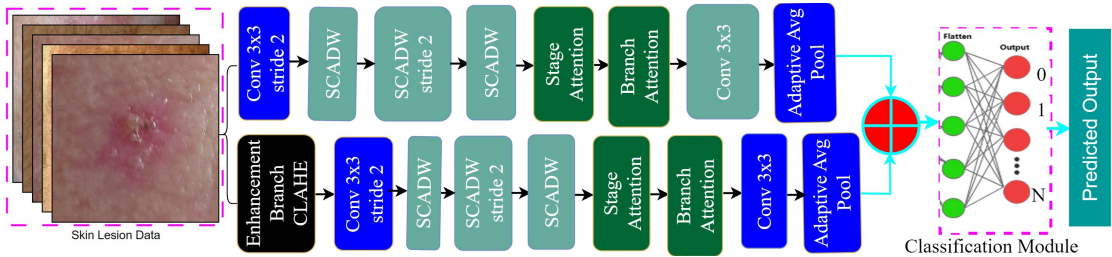 Skin Lesion Data
Conv 3x3
stride 2
SCADW
SCADW
stride 2
SCADW
Stage
Attention
Branch
Attention
Conv 3x3
Adaptive Avg
Pool
Enhancement
Branch
CLAHE
Conv 3x3
stride 2
SCADW
SCADW
stride 2
SCADW
Stage
Attention
Branch
Attention
Conv 3x3
Adaptive Avg
Pool
Flatten
Output
0
1
N
Classification Module
Predicted Output